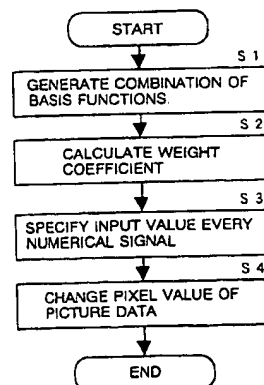 START
S 1
GENERATE COMBINATION OF
BASIS FUNCTIONS.
S 2
CALCULATE WEIGHT
COEFFICIENT
S 3
SPECIFY INPUT VALUE EVERY
NUMERICAL SIGNAL
S 4
CHANGE PIXEL VALUE OF
PICTURE DATA
END